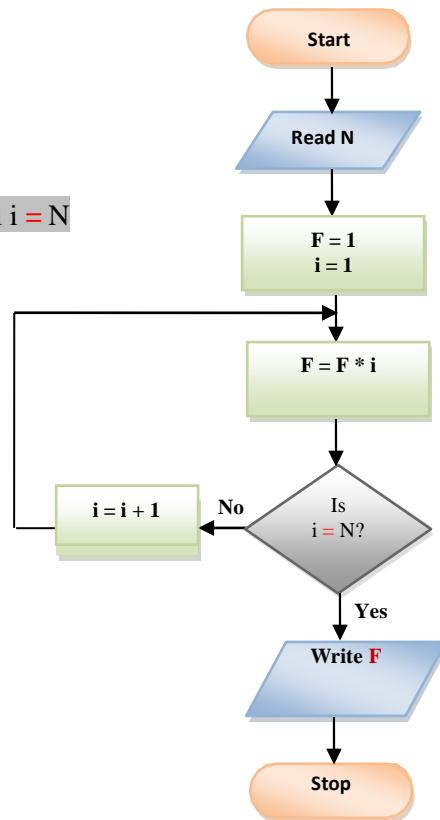 Start
Read N
i = N
F = 1
i = 1
F = F * i
i = i + 1
No
Is
i = N?
Yes
Write F
Stop